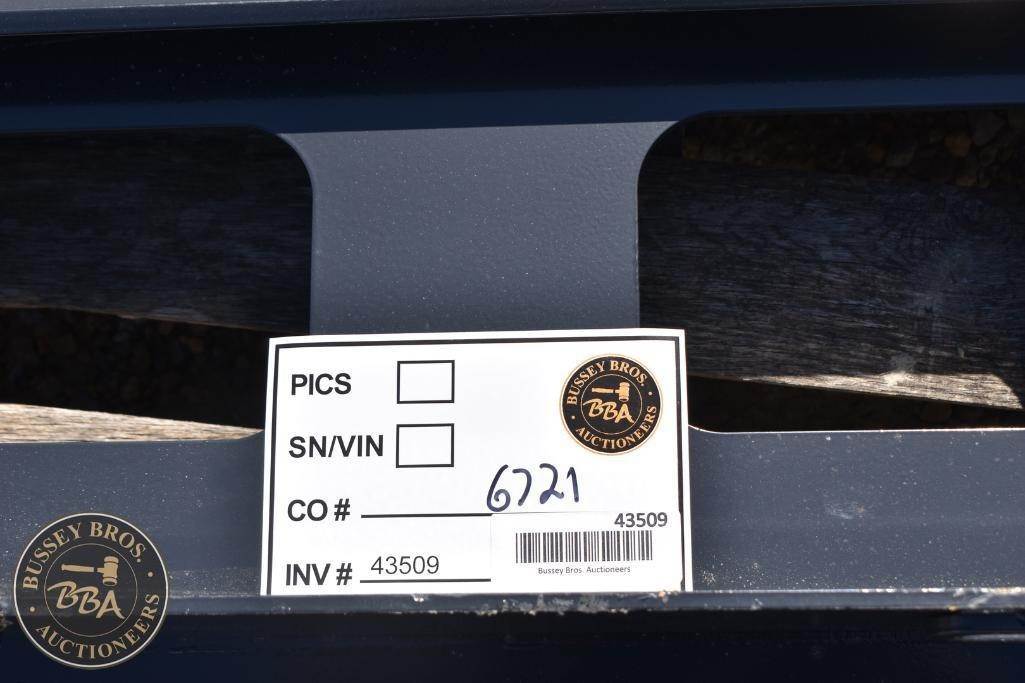 PICS
BUSSEY BROS.
BBA
AUCTIONEERS
SN/VIN
CO # 6721
43509
INV # 43509
Bussey Bros. Auctioneers
BUSSEY BROS.
BBA
AUCTIONEERS